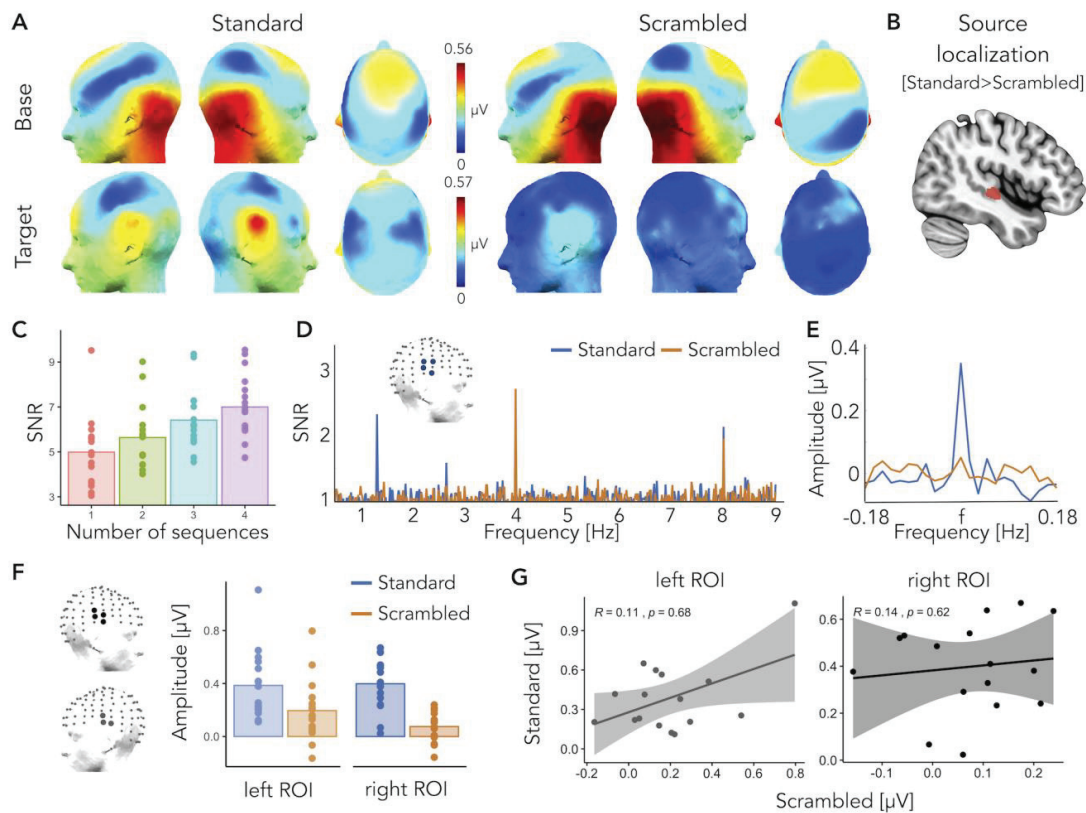 A
Standard
Scrambled
B
Source
localization
[Standard>Scrambled]
Base
0.56
µV
0
Target
0.57
µV
0
C
SNR
9
7
5
3
1
2
3
4
Number of sequences
D
Standard
Scrambled
SNR
3
2
1
1
2
3
4
5
6
7
8
9
Frequency [Hz]
E
Amplitude [µV]
0.4
0.2
0
-0.18
f
0.18
Frequency [Hz]
F
Standard
Scrambled
Amplitude [µV]
0.8
0.4
0.0
left ROI
right ROI
G
left ROI
right ROI
R = 0.11 , p = 0.68
R = 0.14 , p = 0.62
Standard [µV]
0.9
0.6
0.3
0.0
-0.2
0.0
0.2
0.4
0.6
0.8
0.8
0.6
0.4
0.2
0.0
-0.1
0.0
0.1
0.2
Scrambled [µV]